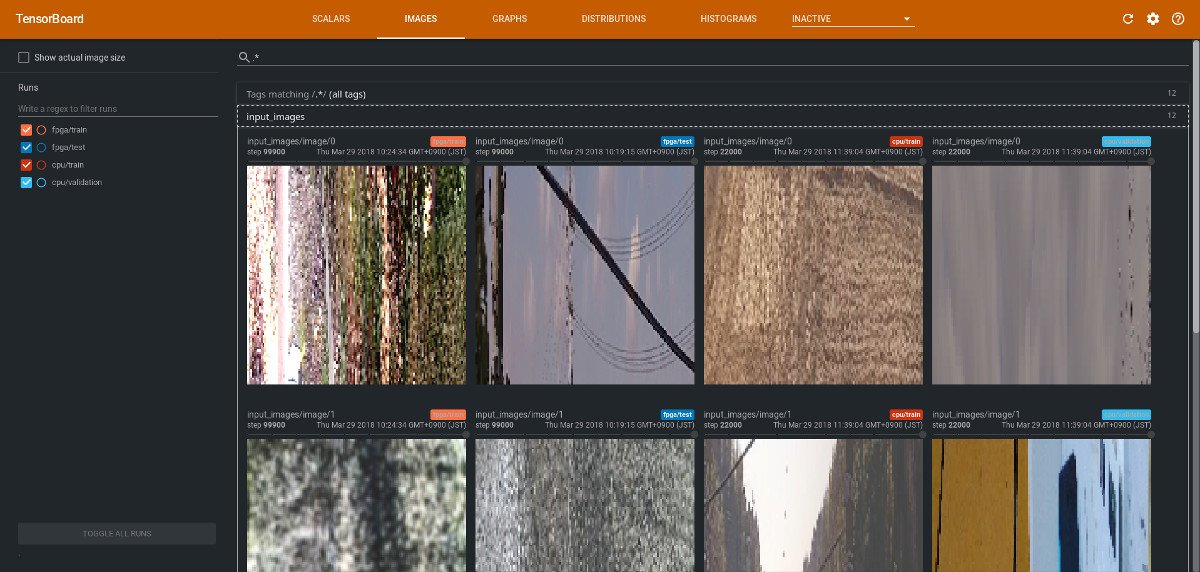 TensorBoard SCALARS IMAGES GRAPHS DISTRIBUTIONS HISTOGRAMS INACTIVE
Show actual image size
.*
Runs
Write a regex to filter runs
fpga/train
fpga/test
cpu/train
cpu/validation
TOGGLE ALL RUNS
.
Tags matching /.*/ (all tags) 12
input_images 12
input_images/image/0 fpga/train
step 99900 Thu Mar 29 2018 10:24:34 GMT+0900 (JST)
input_images/image/0 fpga/test
step 99000 Thu Mar 29 2018 10:19:15 GMT+0900 (JST)
input_images/image/0 cpu/train
step 22000 Thu Mar 29 2018 11:39:04 GMT+0900 (JST)
input_images/image/0 cpu/validation
step 22000 Thu Mar 29 2018 11:39:04 GMT+0900 (JST)
input_images/image/1 fpga/train
step 99900 Thu Mar 29 2018 10:24:34 GMT+0900 (JST)
input_images/image/1 fpga/test
step 99000 Thu Mar 29 2018 10:19:15 GMT+0900 (JST)
input_images/image/1 cpu/train
step 22000 Thu Mar 29 2018 11:39:04 GMT+0900 (JST)
input_images/image/1 cpu/validation
step 22000 Thu Mar 29 2018 11:39:04 GMT+0900 (JST)